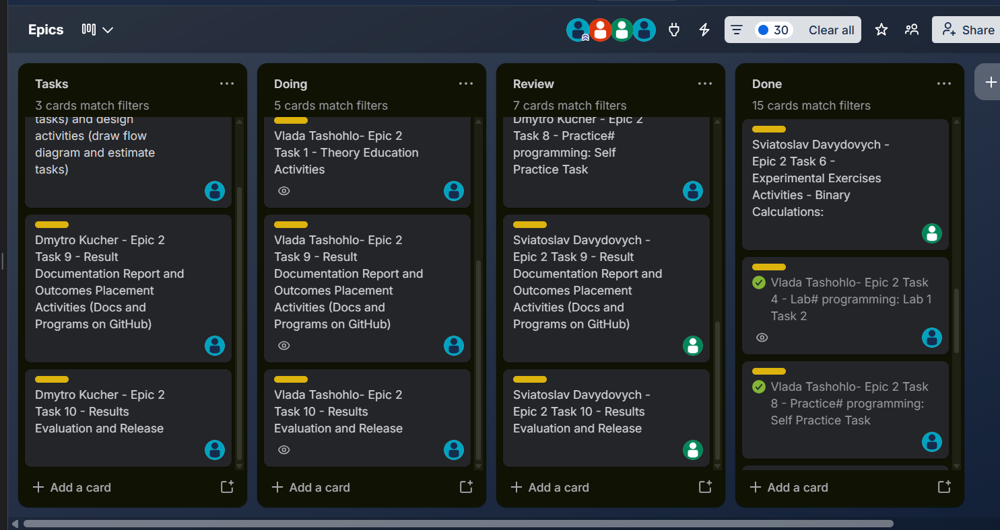 Epics
30
Clear all
Share
Tasks
3 cards match filters
tasks) and design
activities (draw flow
diagram and estimate
tasks)
Dmytro Kucher - Epic 2
Task 9 - Result
Documentation Report and
Outcomes Placement
Activities (Docs and
Programs on GitHub)
Dmytro Kucher - Epic 2
Task 10 - Results
Evaluation and Release
Add a card
Doing
5 cards match filters
Vlada Tashohlo- Epic 2
Task 1 - Theory Education
Activities
Vlada Tashohlo- Epic 2
Task 9 - Result
Documentation Report and
Outcomes Placement
Activities (Docs and
Programs on GitHub)
Vlada Tashohlo- Epic 2
Task 10 - Results
Evaluation and Release
Add a card
Review
7 cards match filters
Dmytro Kucher - Epic 2
Task 8 - Practice#
programming: Self
Practice Task
Sviatoslav Davydovych -
Epic 2 Task 9 - Result
Documentation Report and
Outcomes Placement
Activities (Docs and
Programs on GitHub)
Sviatoslav Davydovych -
Epic 2 Task 10 - Results
Evaluation and Release
Add a card
Done
15 cards match filters
Sviatoslav Davydovych -
Epic 2 Task 6 -
Experimental Exercises
Activities - Binary
Calculations:
Vlada Tashohlo- Epic 2 Task
4 - Lab# programming: Lab 1
Task 2
Vlada Tashohlo- Epic 2 Task
8 - Practice# programming:
Self Practice Task
Add a card